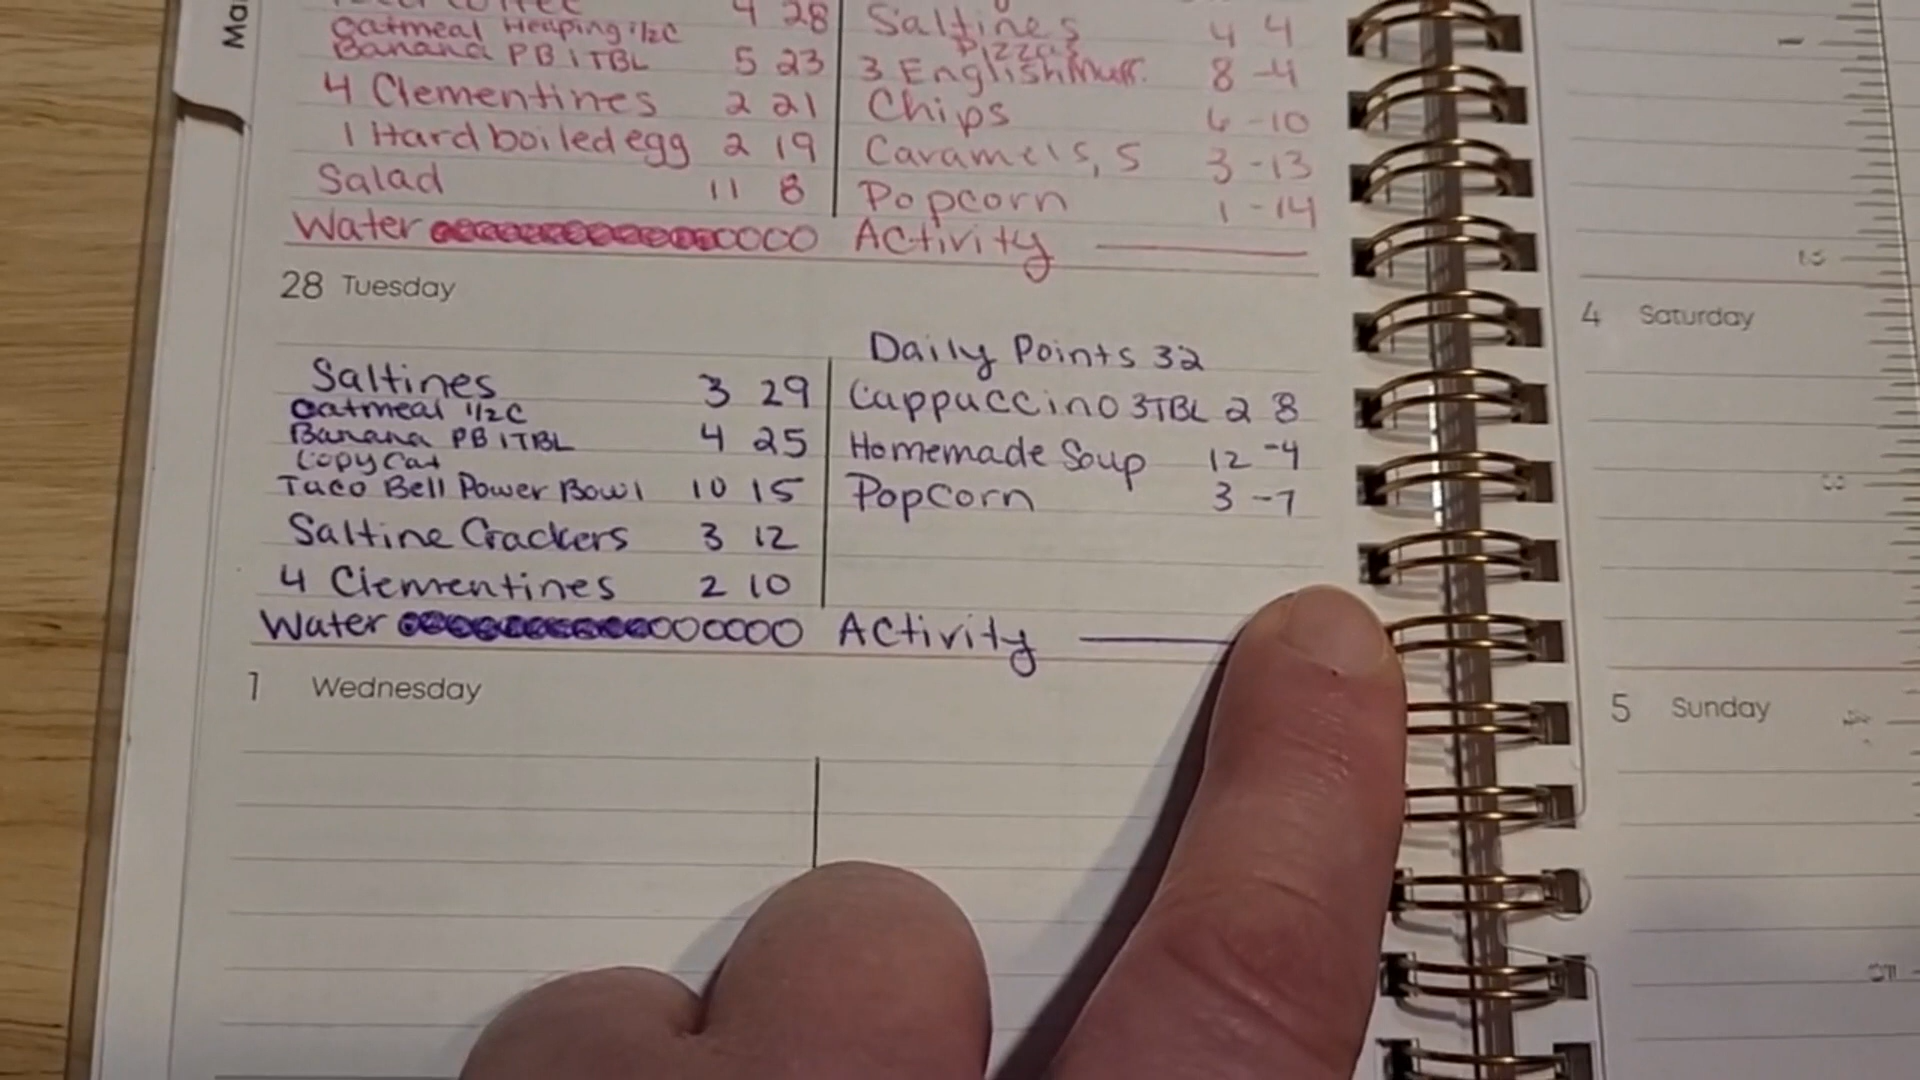 Ma
4 28
Oatmeal Heaping 1/2C
Banana PB 1TBL 5 23
4 Clementines 2 21
1 Hard boiled egg 2 19
Salad 11 8
Saltines 4 4
Pizzas
3 English Muff. 8 -4
Chips 6 -10
Caramels, 5 3 -13
Popcorn 1 -14
Water Activity
28 Tuesday
Daily Points 32
Saltines 3 29
Oatmeal 1/2C
Banana PB 1TBL 4 25
Copy Cat
Taco Bell Power Bowl 10 15
Saltine Crackers 3 12
4 Clementines 2 10
Cappuccino 3TBL 2 8
Homemade Soup 12 -4
Popcorn 3 -7
Water Activity
1 Wednesday
4 Saturday
5 Sunday